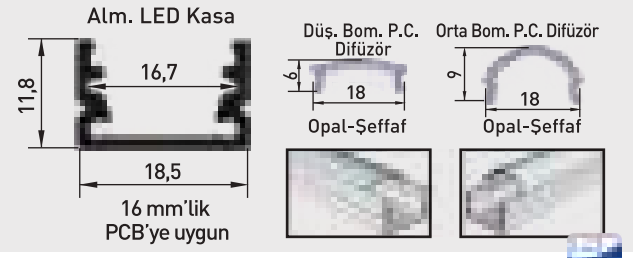 Alm. LED Kasa
11,8
16,7
18,5
16 mm'lik
PCB'ye uygun
Düş. Bom. P.C.
Difüzör
6
18
Opal-Şeffaf
Orta Bom. P.C. Difüzör
9
18
Opal-Şeffaf